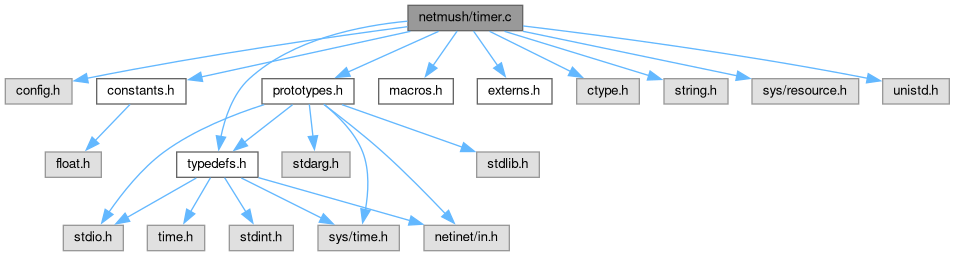 netmush/timer.c
config.h
constants.h
prototypes.h
macros.h
externs.h
ctype.h
string.h
sys/resource.h
unistd.h
float.h
typedefs.h
stdarg.h
stdlib.h
stdio.h
time.h
stdint.h
sys/time.h
netinet/in.h